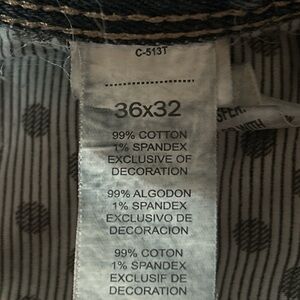 C-513T
36x32
99% COTTON
1% SPANDEX
EXCLUSIVE OF
DECORATION
99% ALGODON
1% SPANDEX
EXCLUSIVO DE
DECORACION
99% COTON
1% SPANDEX
EXCLUSIF DE
DECORATION
WITH